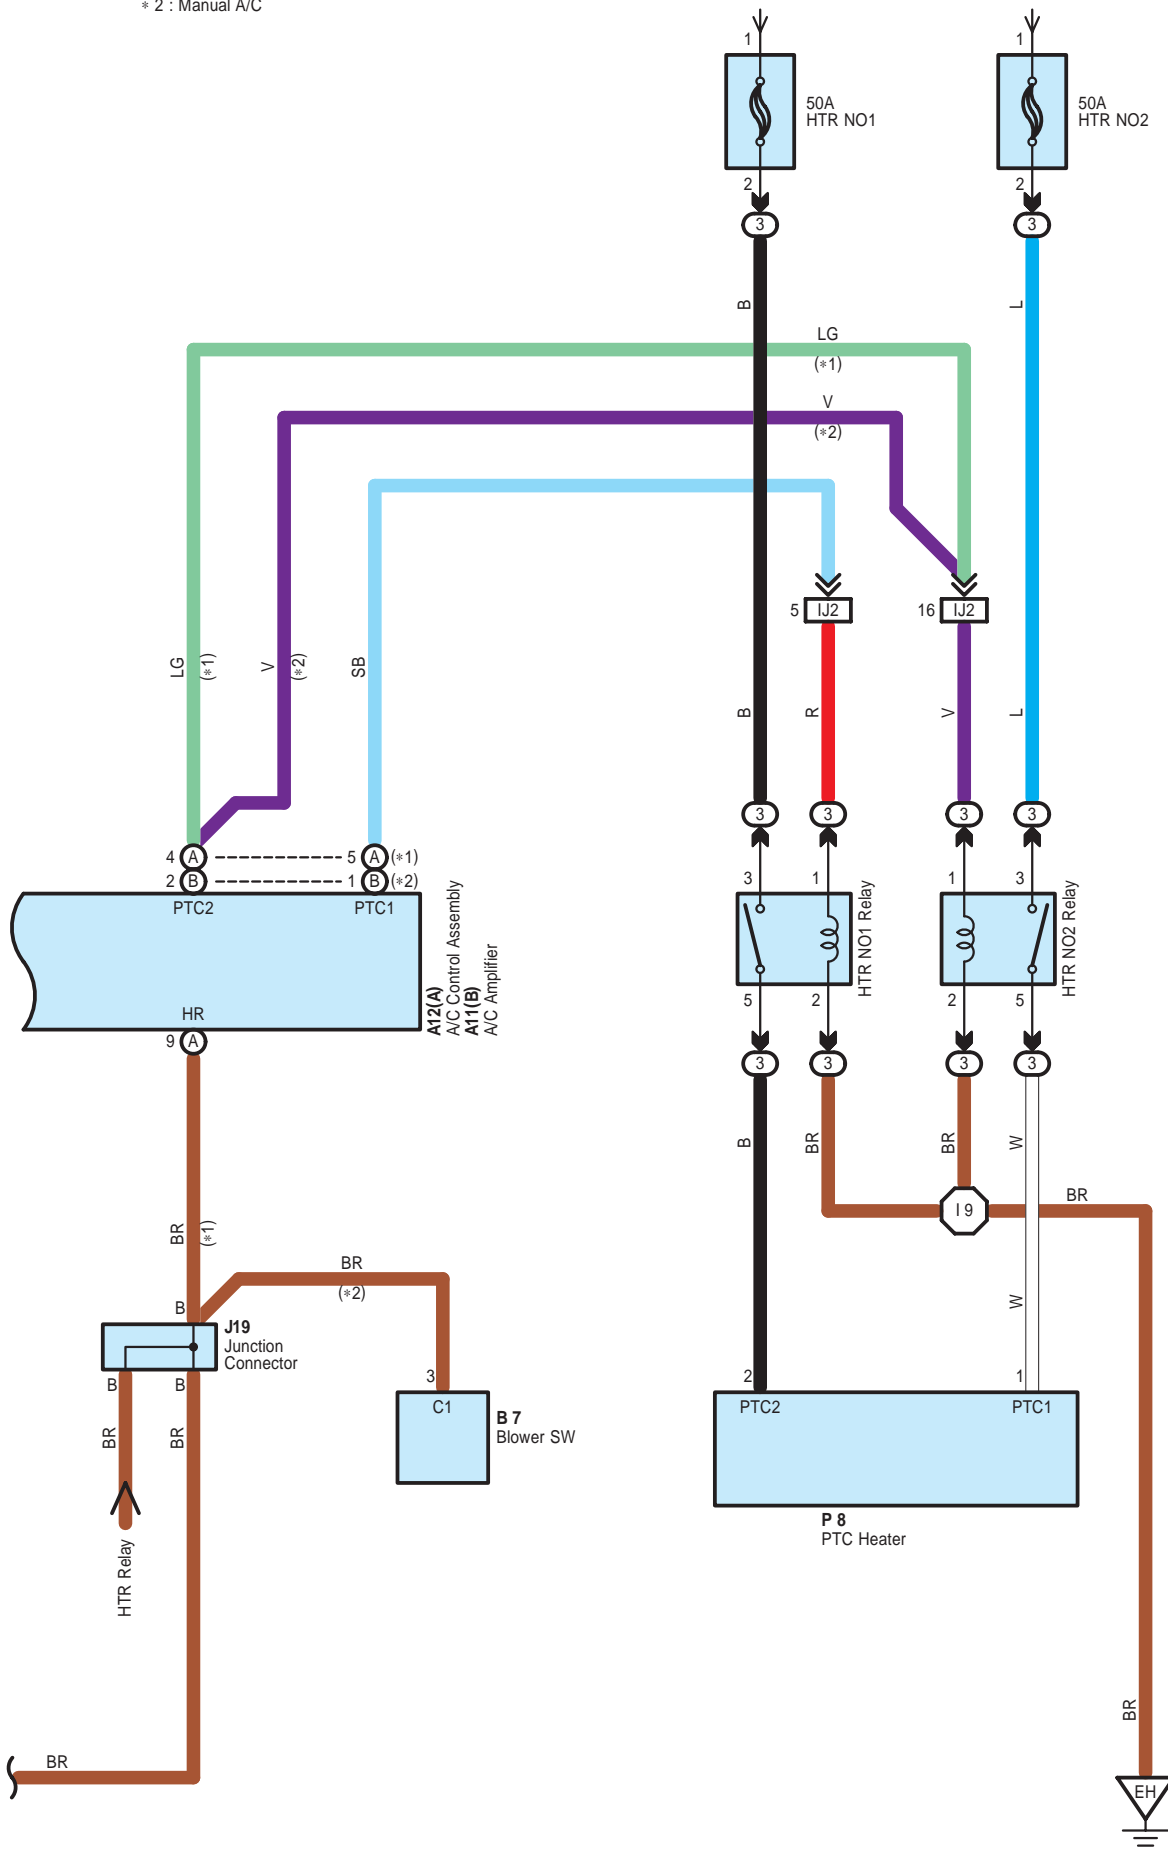 * 2 : Manual A/C
1
1
50A
HTR NO1
50A
HTR NO2
2
2
3
3
B
L
LG
(*1)
V
(*2)
5 IJ2
16 IJ2
LG
(*1)
V
(*2)
SB
B
R
V
L
3
3
3
3
4 A
5 A (*1)
2 B
1 B (*2)
3
1
1
3
PTC2
PTC1
HTR NO1 Relay
HTR NO2 Relay
A12(A)
A/C Control Assembly
A11(B)
A/C Amplifier
5
2
2
5
HR
9 A
3
3
3
3
B
BR
BR
W
I 9
BR
BR
(*1)
BR
(*2)
W
B
J19
Junction
Connector
B
B
3
2
1
C1
PTC2
PTC1
B 7
Blower SW
BR
BR
P 8
PTC Heater
HTR Relay
BR
BR
EH